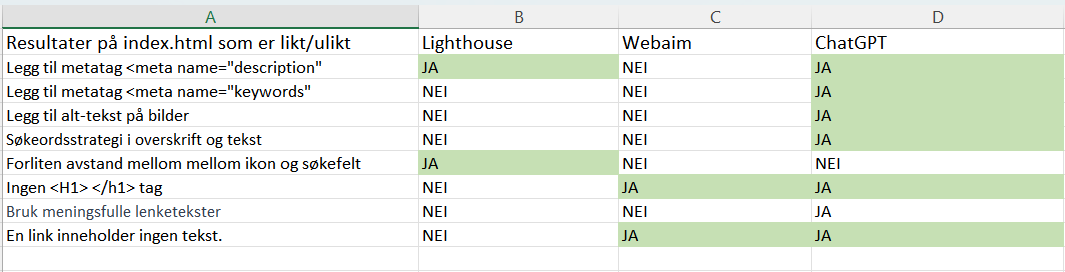 A B C D
Resultater på index.html som er likt/ulikt Lighthouse Webaim ChatGPT
Legg til metatag <meta name="description" JA NEI JA
Legg til metatag <meta name="keywords" NEI NEI JA
Legg til alt-tekst på bilder NEI NEI JA
Søkeordsstrategi i overskrift og tekst NEI NEI JA
Forliten avstand mellom mellom ikon og søkefelt JA NEI NEI
Ingen <H1> </h1> tag NEI JA JA
Bruk meningsfulle lenketekster NEI NEI JA
En link inneholder ingen tekst. NEI JA JA